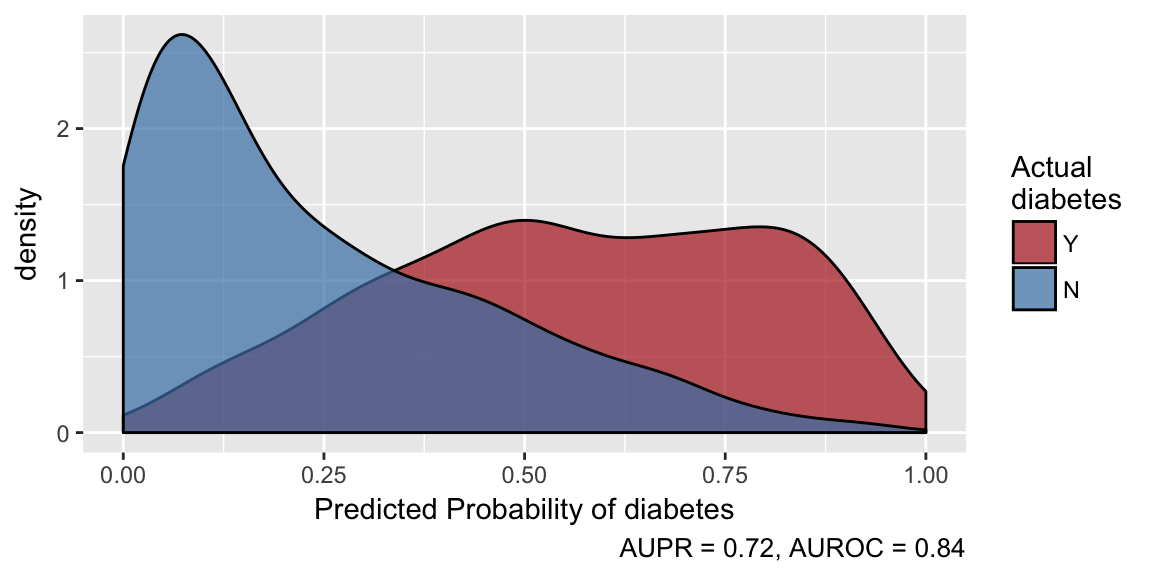 density
2
1
0
0.00 0.25 0.50 0.75 1.00
Predicted Probability of diabetes
AUPR = 0.72, AUROC = 0.84
Actual
diabetes
Y
N